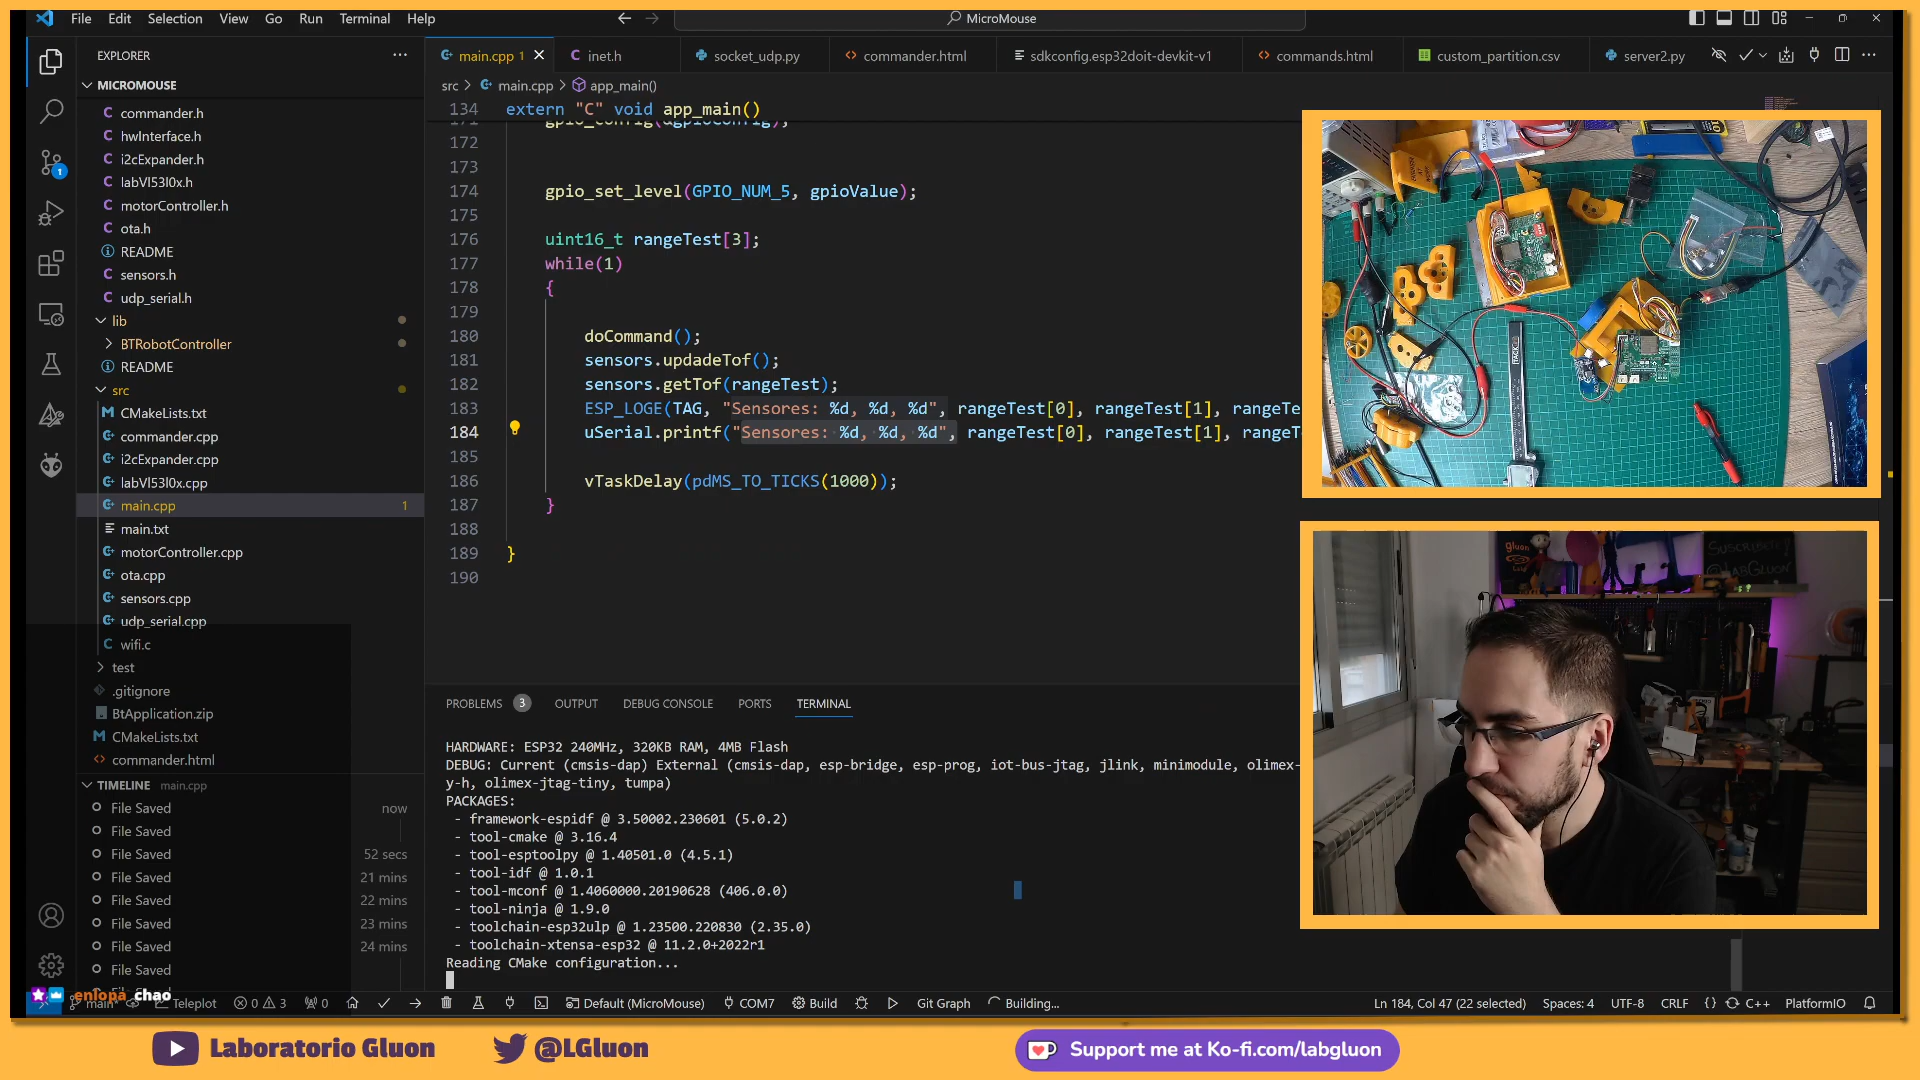 File Edit Selection View Go Run Terminal Help
MicroMouse
EXPLORER
main.cpp 1
inet.h
socket_udp.py
commander.html
sdkconfig.esp32doit-devkit-v1
commands.html
custom_partition.csv
server2.py
MICROMOUSE
src > main.cpp > app_main()
commander.h
hwInterface.h
i2cExpander.h
labVl53l0x.h
motorController.h
ota.h
README
sensors.h
udp_serial.h
lib
BTRobotController
README
src
CMakeLists.txt
commander.cpp
i2cExpander.cpp
labVl53l0x.cpp
main.cpp 1
main.txt
motorController.cpp
ota.cpp
sensors.cpp
udp_serial.cpp
wifi.c
test
.gitignore
BtApplication.zip
CMakeLists.txt
commander.html
TIMELINE main.cpp
File Saved now
File Saved
File Saved 52 secs
File Saved 21 mins
File Saved 22 mins
File Saved 23 mins
File Saved 24 mins
File Saved
134 extern "C" void app_main()
171 gpio_config(&gpioConfig);
172
173
174 gpio_set_level(GPIO_NUM_5, gpioValue);
175
176 uint16_t rangeTest[3];
177 while(1)
178 {
179
180 doCommand();
181 sensors.updadeTof();
182 sensors.getTof(rangeTest);
183 ESP_LOGE(TAG, "Sensores: %d, %d, %d", rangeTest[0], rangeTest[1], rangeTe
184 uSerial.printf("Sensores: %d, %d, %d", rangeTest[0], rangeTest[1], rangeT
185
186 vTaskDelay(pdMS_TO_TICKS(1000));
187 }
188
189 }
190
PROBLEMS 3 OUTPUT DEBUG CONSOLE PORTS TERMINAL
HARDWARE: ESP32 240MHz, 320KB RAM, 4MB Flash
DEBUG: Current (cmsis-dap) External (cmsis-dap, esp-bridge, esp-prog, iot-bus-jtag, jlink, minimodule, olimex-
y-h, olimex-jtag-tiny, tumpa)
PACKAGES:
- framework-espidf @ 3.50002.230601 (5.0.2)
- tool-cmake @ 3.16.4
- tool-esptoolpy @ 1.40501.0 (4.5.1)
- tool-idf @ 1.0.1
- tool-mconf @ 1.4060000.20190628 (406.0.0)
- tool-ninja @ 1.9.0
- toolchain-esp32ulp @ 1.23500.220830 (2.35.0)
- toolchain-xtensa-esp32 @ 11.2.0+2022r1
Reading CMake configuration...
gluon
SUSCRIBETE!
@LABGLUON
enlopa chao
main* Teleplot 0 3 0 Default (MicroMouse) COM7 Build Git Graph Building... Ln 184, Col 47 (22 selected) Spaces: 4 UTF-8 CRLF {} C++ PlatformIO
Laboratorio Gluon @LGluon Support me at Ko-fi.com/labgluon